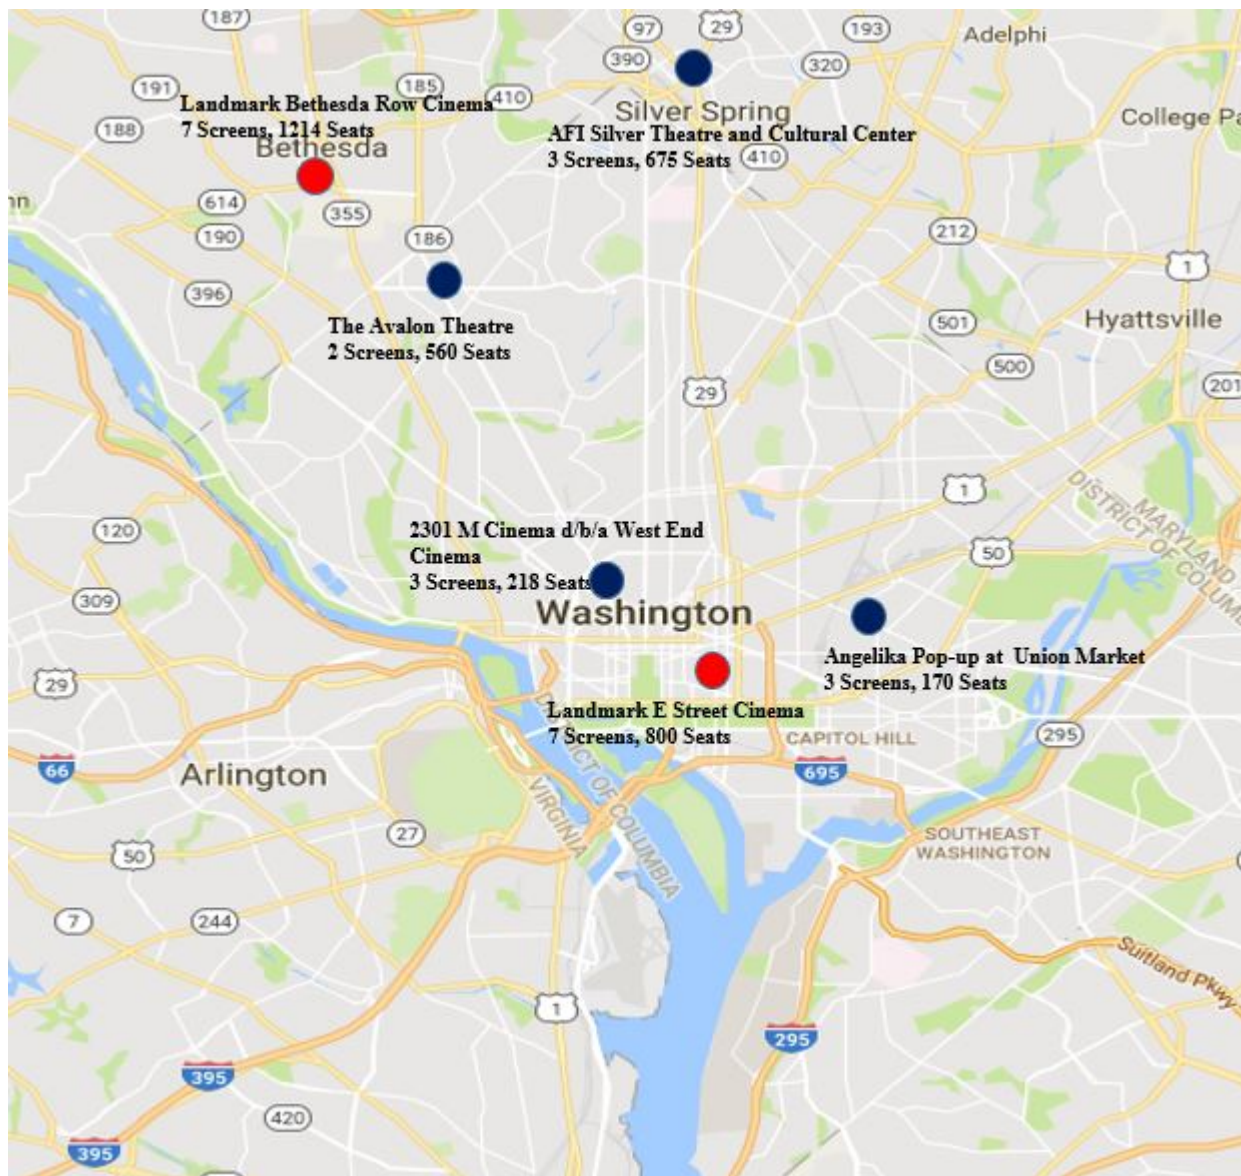 187
97
29
193
Adelphi
390
320
191
185
410
Landmark Bethesda Row Cinema
7 Screens, 1214 Seats
188
Bethesda
Silver Spring
College Pa
AFI Silver Theatre and Cultural Center
3 Screens, 675 Seats
410
nn
614
355
190
186
212
1
396
The Avalon Theatre
2 Screens, 560 Seats
501
Hyattsville
500
29
201
1
MARYLAND
DISTRICT OF COLUMB
120
50
2301 M Cinema d/b/a West End
Cinema
3 Screens, 218 Seats
309
Washington
Angelika Pop-up at Union Market
3 Screens, 170 Seats
29
Landmark E Street Cinema
7 Screens, 800 Seats
CAPITOL HILL
295
66
Arlington
695
DISTRICT OF COLUMBIA
VIRGINIA
27
50
SOUTHEAST
WASHINGTON
7
244
Suitland Pkwy
1
295
395
420
395